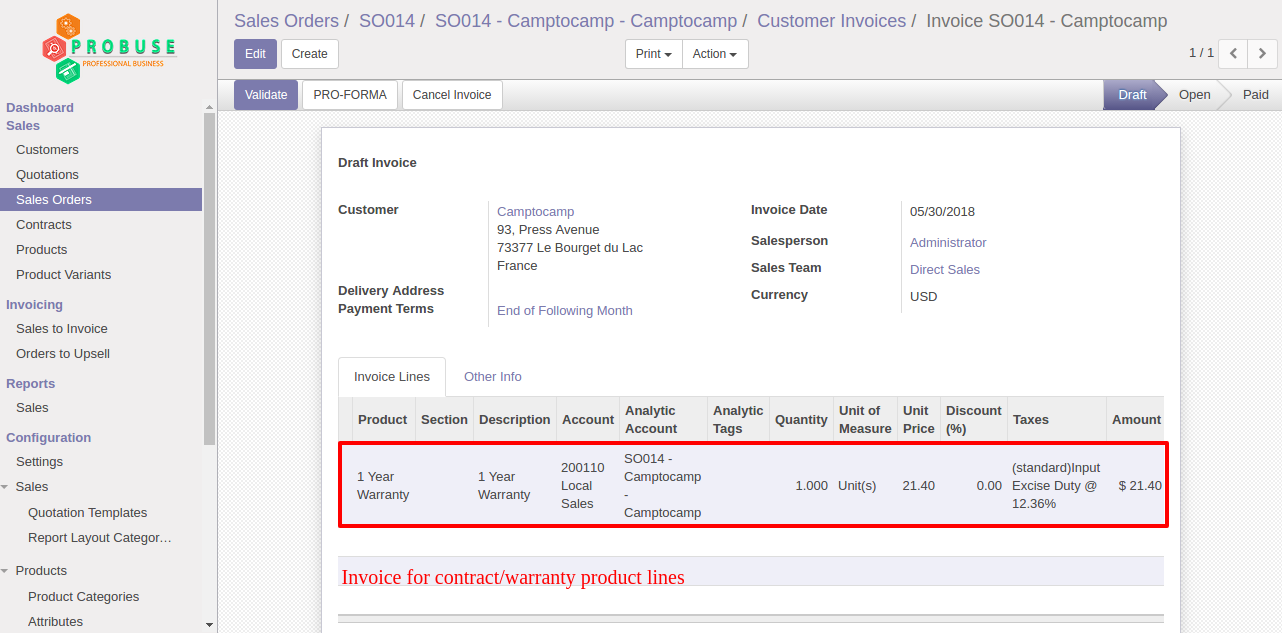 PROBUSE
PROFESSIONAL BUSINESS
Dashboard
Sales
Customers
Quotations
Sales Orders
Contracts
Products
Product Variants
Invoicing
Sales to Invoice
Orders to Upsell
Reports
Sales
Configuration
Settings
Sales
Quotation Templates
Report Layout Categor…
Products
Product Categories
Attributes
Sales Orders / SO014 / SO014 - Camptocamp - Camptocamp / Customer Invoices / Invoice SO014 - Camptocamp
Edit Create Print Action 1 / 1
Validate PRO-FORMA Cancel Invoice Draft Open Paid
Draft Invoice
Customer
Camptocamp
93, Press Avenue
73377 Le Bourget du Lac
France
Delivery Address
Payment Terms End of Following Month
Invoice Date 05/30/2018
Salesperson Administrator
Sales Team Direct Sales
Currency USD
Invoice Lines Other Info
Product
Section
Description
Account
Analytic
Account
Analytic
Tags
Quantity
Unit of
Measure
Unit
Price
Discount
(%)
Taxes
Amount
1 Year
Warranty
1 Year
Warranty
200110
Local
Sales
SO014 -
Camptocamp
-
Camptocamp
1.000
Unit(s)
21.40
0.00
(standard)Input
Excise Duty @
12.36%
$ 21.40
Invoice for contract/warranty product lines